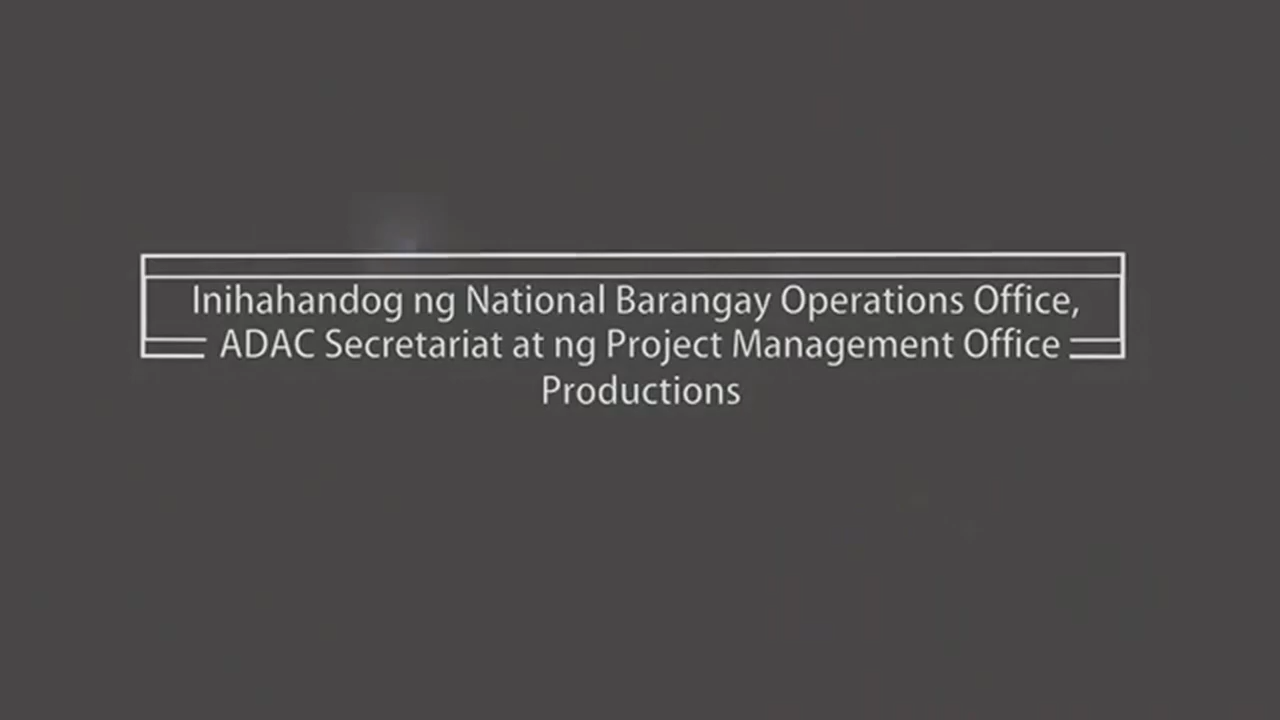 Inihahandog ng National Barangay Operations Office,
ADAC Secretariat at ng Project Management Office
Productions